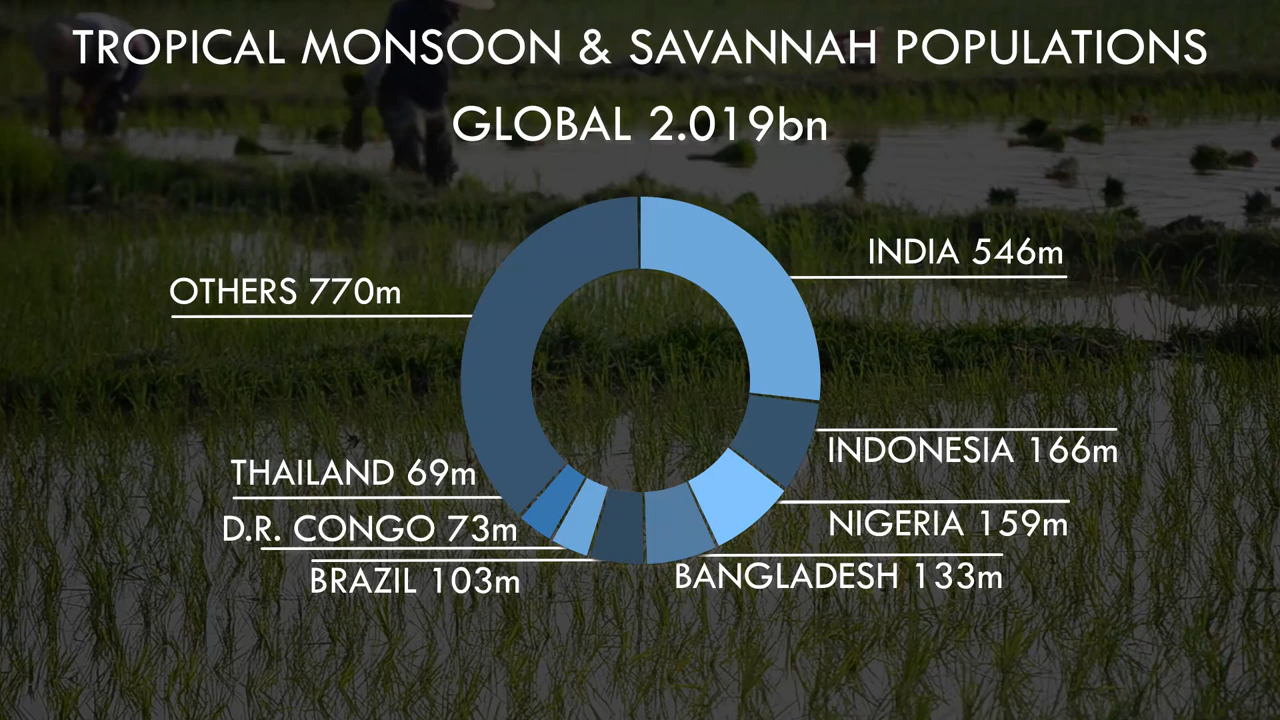 TROPICAL MONSOON & SAVANNAH POPULATIONS
GLOBAL 2.019bn
INDIA 546m
OTHERS 770m
INDONESIA 166m
THAILAND 69m
NIGERIA 159m
D.R. CONGO 73m
BANGLADESH 133m
BRAZIL 103m